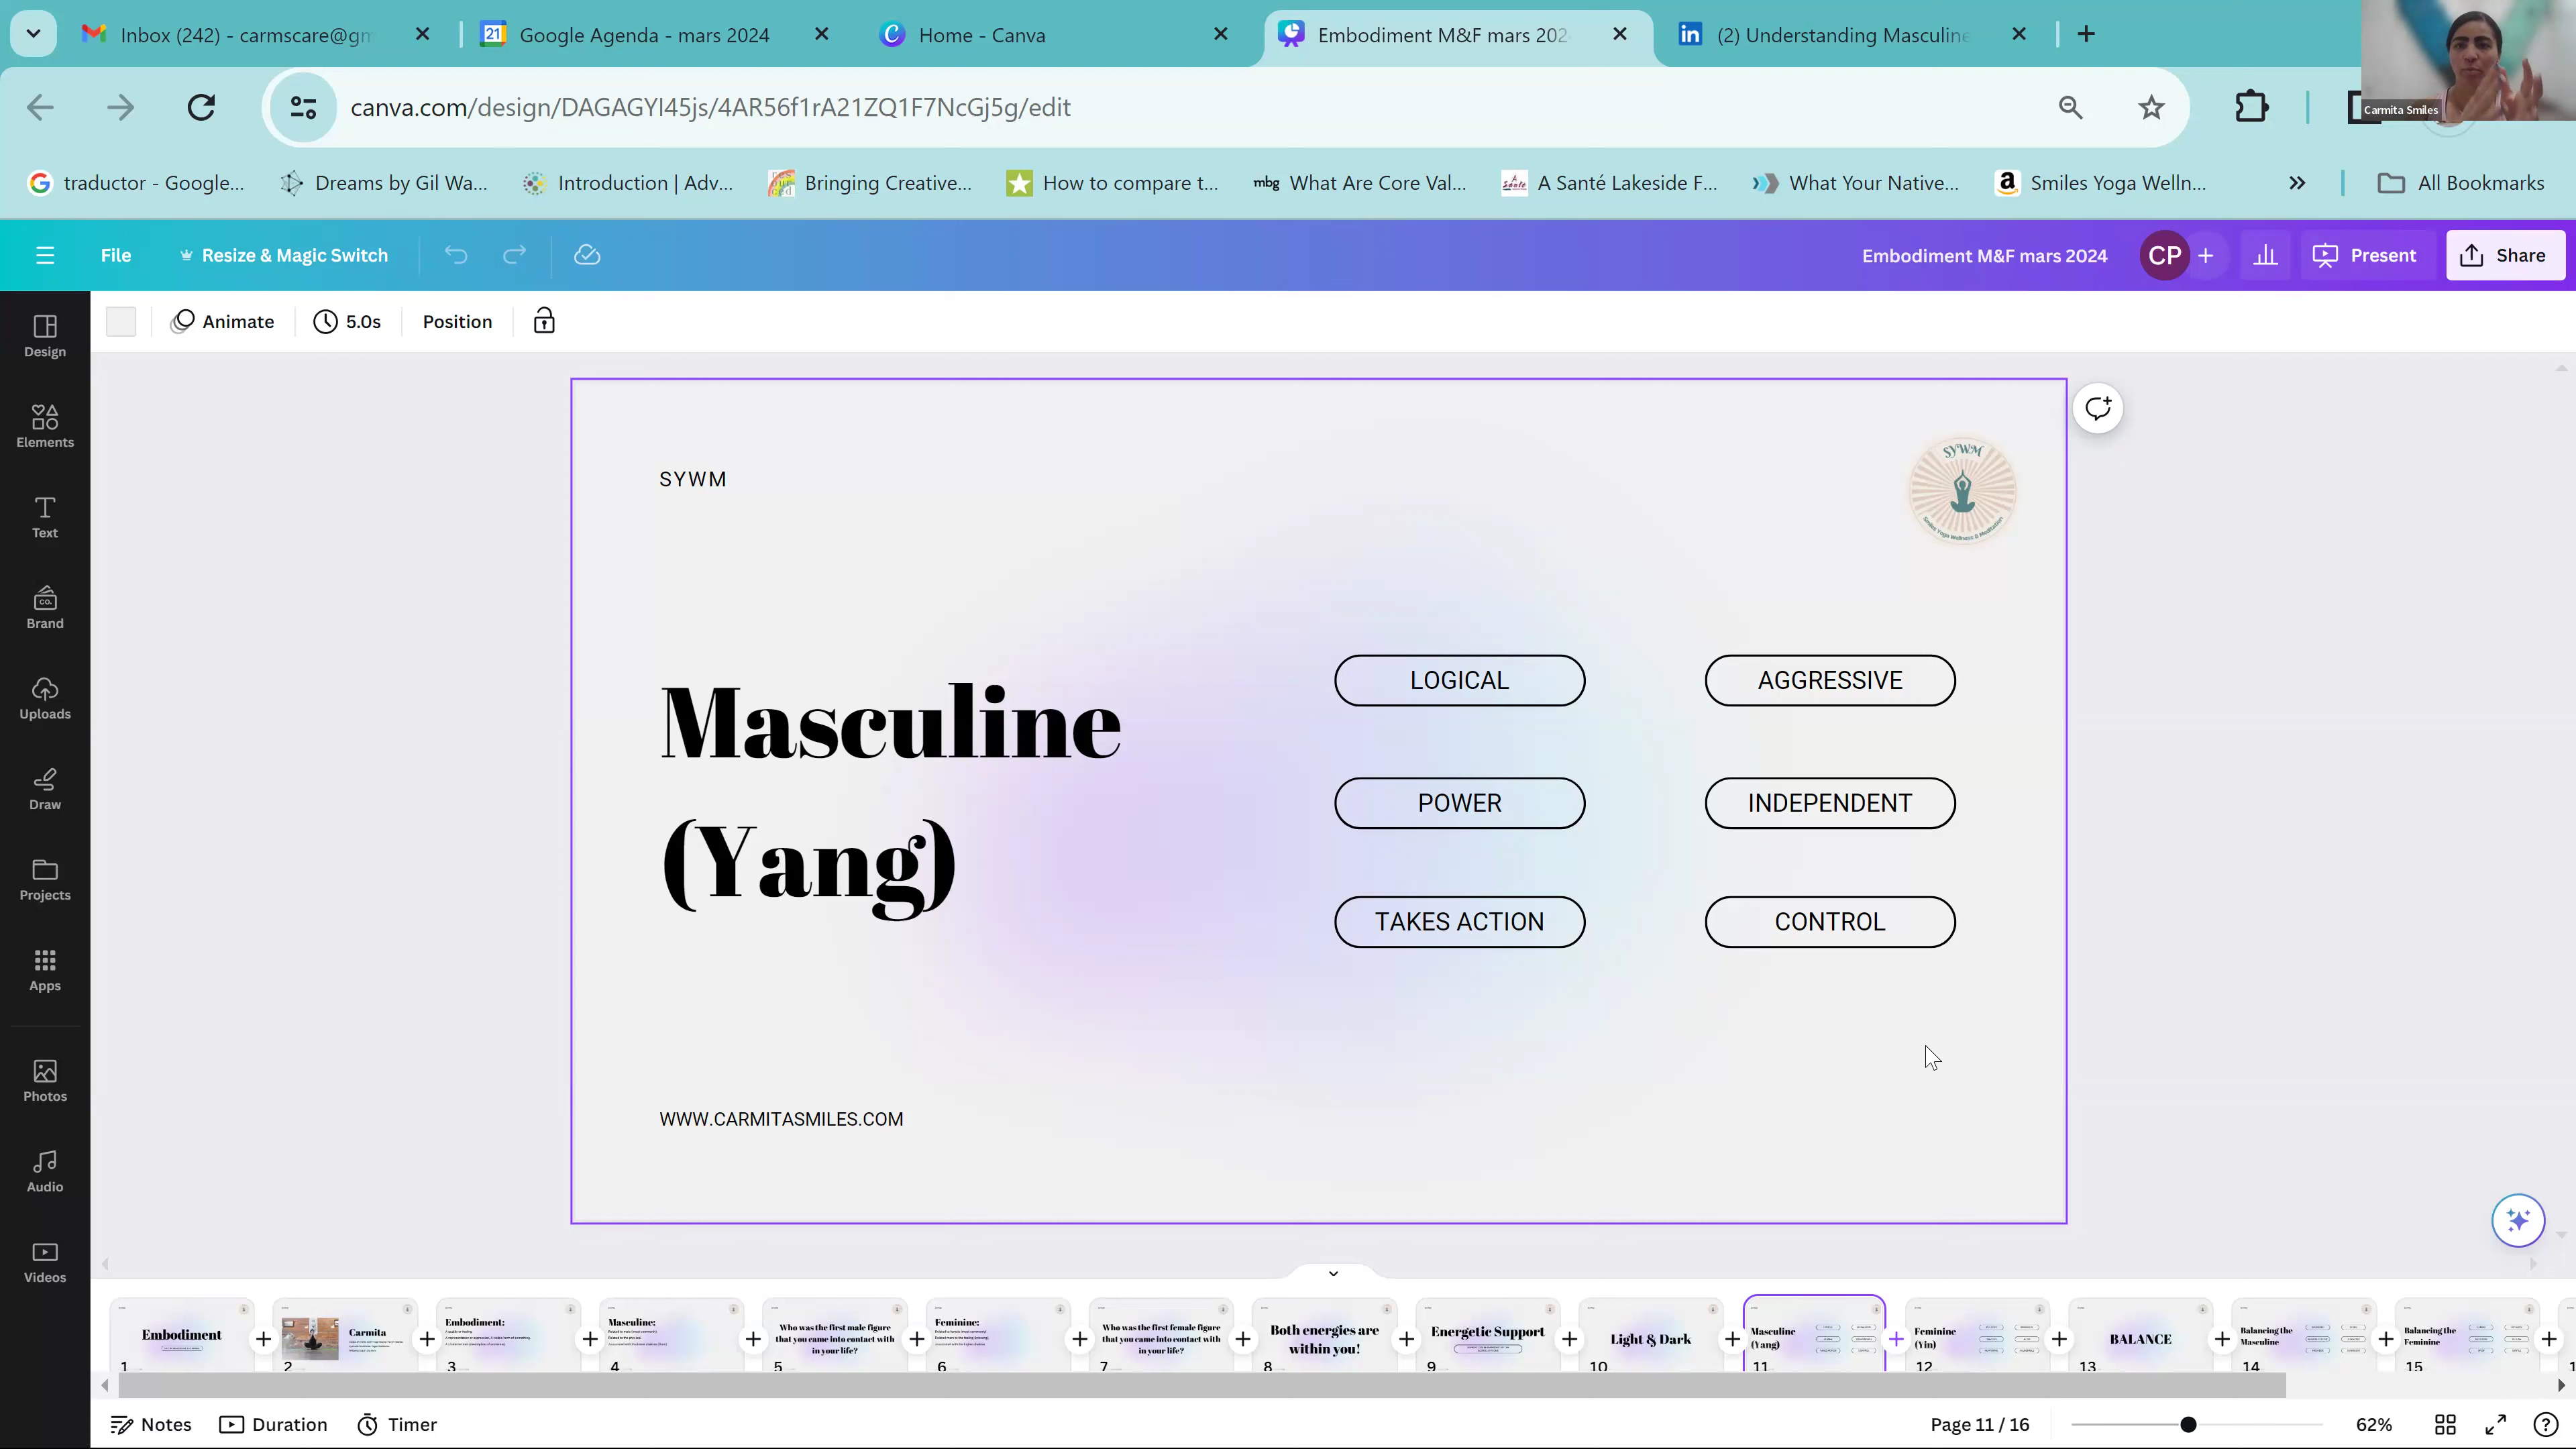 Inbox (242) - carmscare@gm
Google Agenda - mars 2024
Home - Canva
Embodiment M&F mars 202
(2) Understanding Masculine
canva.com/design/DAGAGYI45js/4AR56f1rA21ZQ1F7NcGj5g/edit
Carmita Smiles
traductor - Google...
Dreams by Gil Wa...
Introduction | Adv...
Bringing Creative...
How to compare t...
mbg What Are Core Val...
A Santé Lakeside F...
What Your Native...
Smiles Yoga Welln...
All Bookmarks
File
Resize & Magic Switch
Embodiment M&F mars 2024
CP
Present
Share
Animate
5.0s
Position
Design
Elements
Text
Brand
Uploads
Draw
Projects
Apps
Photos
Audio
Videos
SYWM
SYWM
Smiles Yoga Wellness & Meditation
Masculine
(Yang)
LOGICAL
AGGRESSIVE
POWER
INDEPENDENT
TAKES ACTION
CONTROL
WWW.CARMITASMILES.COM
Embodiment
1
Carmita
2
Embodiment:
3
Masculine:
4
Who was the first male figure
that you came into contact with
in your life?
5
Feminine:
6
Who was the first female figure
that you came into contact with
in your life?
7
Both energies are
within you!
8
Energetic Support
9
Light & Dark
10
Masculine
(Yang)
11
Feminine
(Yin)
12
BALANCE
13
Balancing the
Masculine
14
Balancing the
Feminine
15
Notes
Duration
Timer
Page 11 / 16
62%